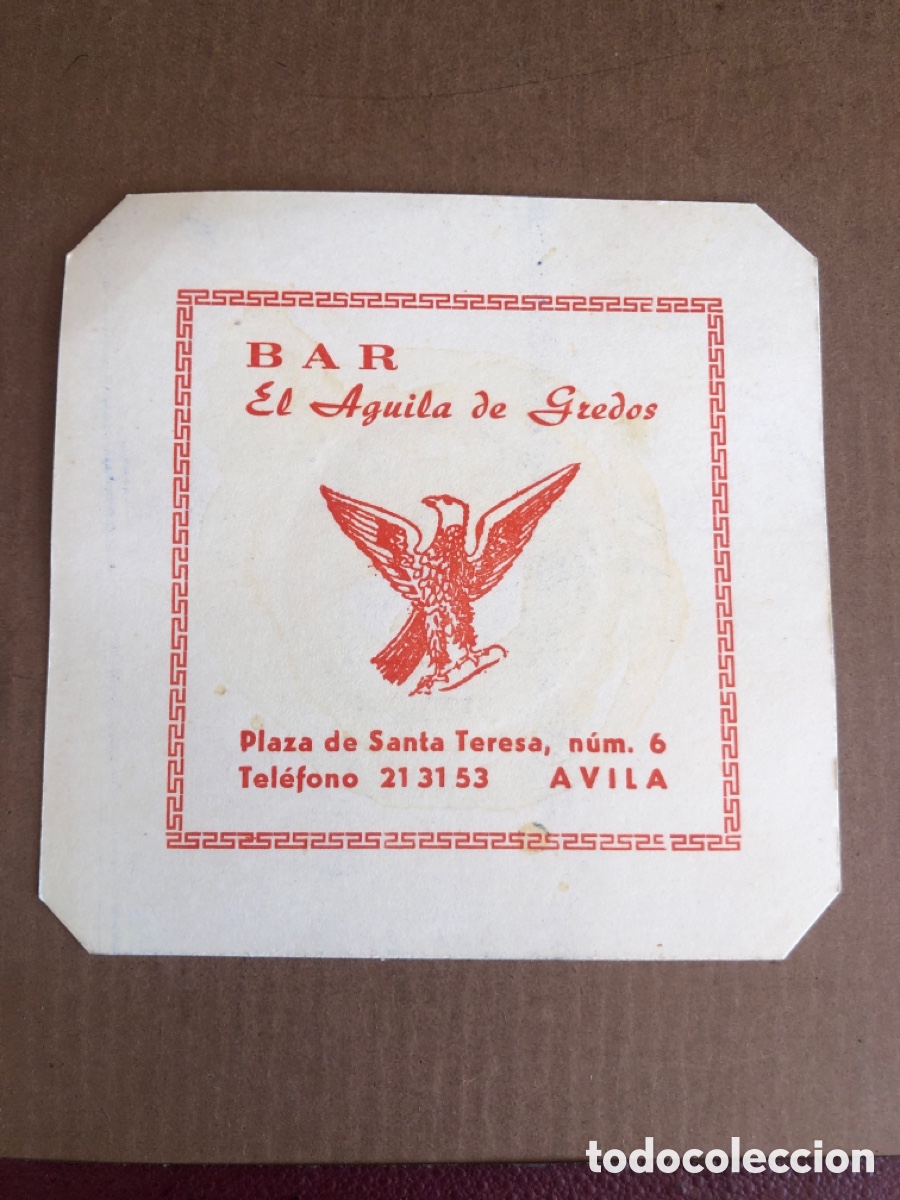 BAR
El Aguila de Gredos
Plaza de Santa Teresa, núm. 6
Teléfono 21 31 53 AVILA
todocoleccion